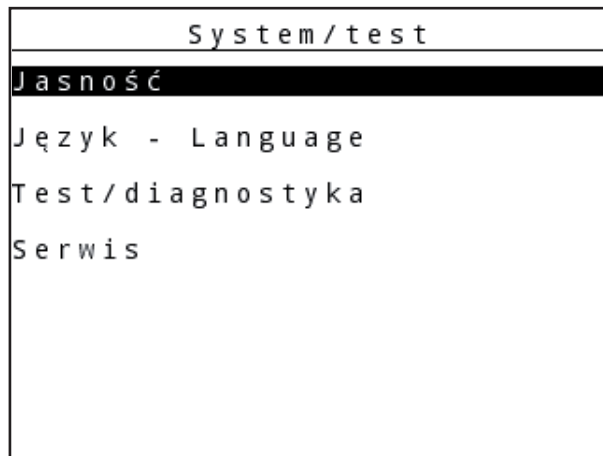 System/test
Jasność
Język - Language
Test/diagnostyka
Serwis